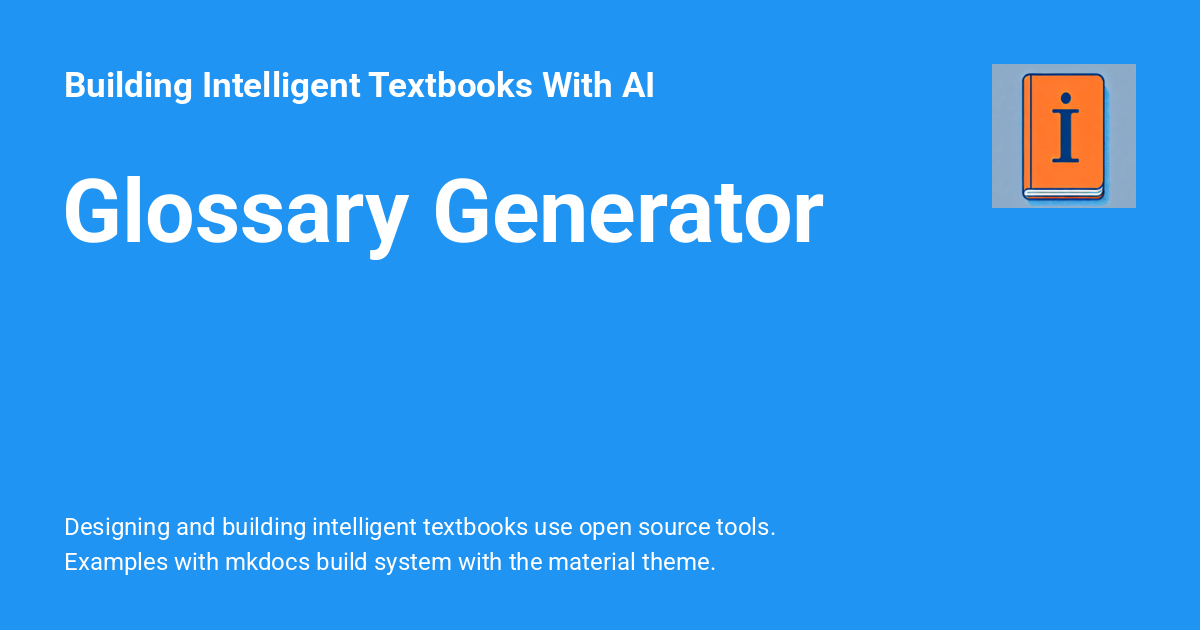 Building Intelligent Textbooks With AI
Glossary Generator
i
Designing and building intelligent textbooks use open source tools.
Examples with mkdocs build system with the material theme.